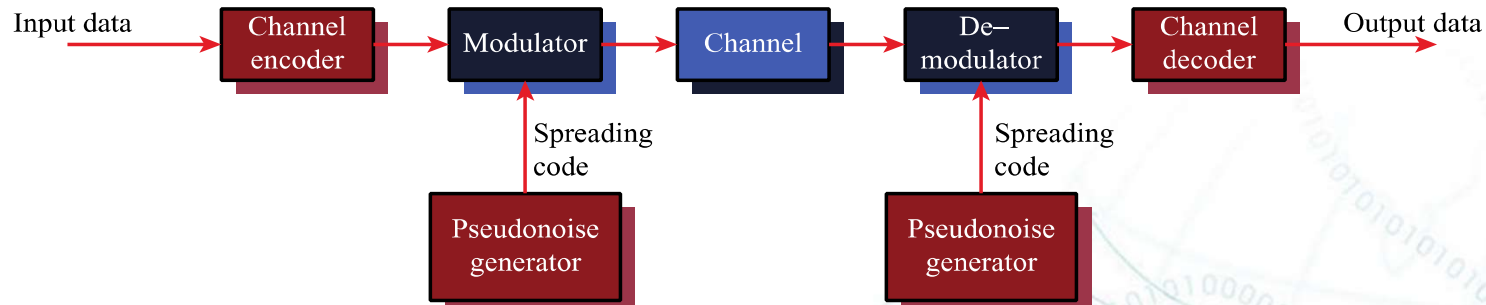 Input data
Channel
encoder
Modulator
Channel
De–
modulator
Channel
decoder
Output data
Spreading
code
Spreading
code
Pseudonoise
generator
Pseudonoise
generator